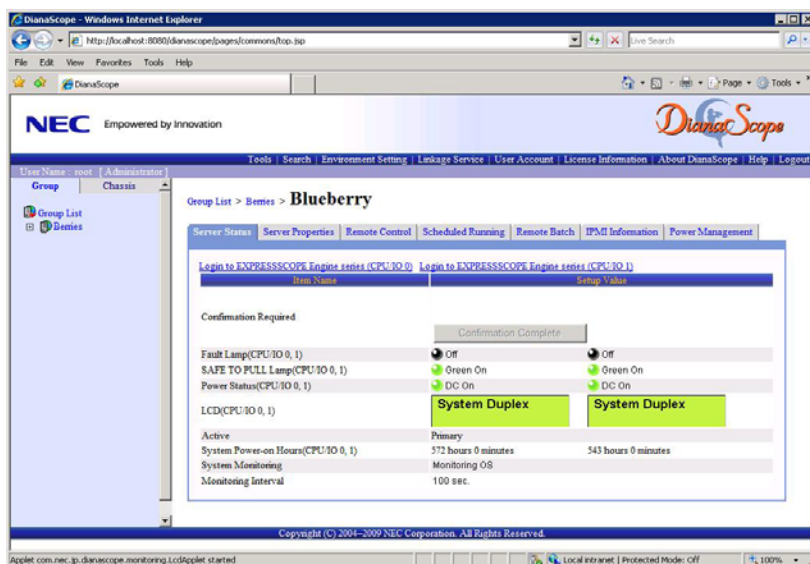 DianaScope - Windows Internet Explorer
http://localhost:8080/dianascope/pages/commons/top.jsp
Live Search
File Edit View Favorites Tools Help
DianaScope
Page Tools
NEC Empowered by Innovation
DianaScope
Tools | Search | Environment Setting | Linkage Service | User Account | License Information | About DianaScope | Help | Logout
User Name : root [ Administrator ]
Group Chassis
Group List
Berries
Group List > Berries > Blueberry
Server Status Server Properties Remote Control Scheduled Running Remote Batch IPMI Information Power Management
Login to EXPRESSSCOPE Engine series (CPU/IO 0) Login to EXPRESSSCOPE Engine series (CPU/IO 1)
Item Name Setup Value
Confirmation Required
Confirmation Complete
Fault Lamp(CPU/IO 0, 1) Off Off
SAFE TO PULL Lamp(CPU/IO 0, 1) Green On Green On
Power Status(CPU/IO 0, 1) DC On DC On
LCD(CPU/IO 0, 1) System Duplex System Duplex
Active Primary
System Power-on Hours(CPU/IO 0, 1) 572 hours 0 minutes 543 hours 0 minutes
System Monitoring Monitoring OS
Monitoring Interval 100 sec.
Copyright (C) 2004-2009 NEC Corporation. All Rights Reserved.
Applet com.nec.jp.dianascope.monitoring.LcdApplet started
Local intranet | Protected Mode: Off
100%